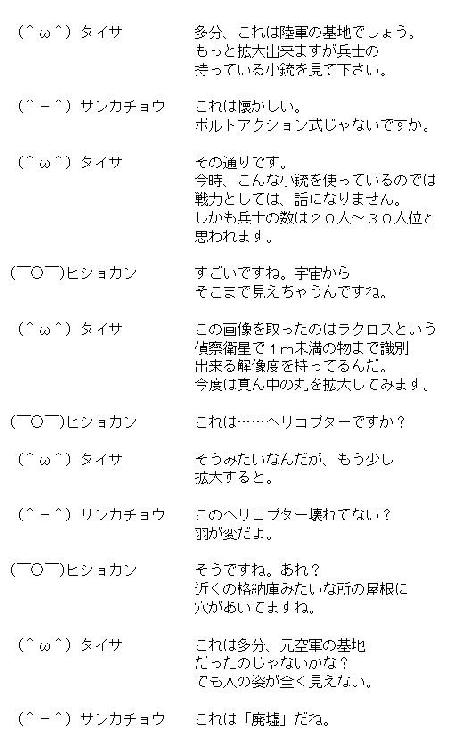 (＾ω＾) タイサ　多分、これは陸軍の基地でしょう。
もっと拡大出来ますが兵士の
持っている小銃を見て下さい。
(＾－＾) サンカチョウ　これは懐かしい。
ボルトアクション式じゃないですか。
(＾ω＾) タイサ　その通りです。
今時、こんな小銃を使っているのでは
戦力としては、話になりません。
しかも兵士の数は２０人～３０人位と
思われます。
(￣○￣)ヒショカン　すごいですね。宇宙から
そこまで見えちゃうんですね。
(＾ω＾) タイサ　この画像を取ったのはラクロスという
偵察衛星で１ｍ未満の物まで識別
出来る解像度を持ってるんだ。
今度は真ん中の丸を拡大してみます。
(￣○￣)ヒショカン　これは……ヘリコプターですか？
(＾ω＾) タイサ　そうみたいなんだが、もう少し
拡大すると。
(＾－＾) リンカチョウ　このヘリコプター壊れてない？
羽が変だよ。
(￣○￣)ヒショカン　そうですね。あれ？
近くの格納庫みたいな所の屋根に
穴があいてますね。
(＾ω＾) タイサ　これは多分、元空軍の基地
だったのじゃないかな？
でも人の姿が全く見えない。
(＾－＾) サンカチョウ　これは「廃墟」だね。